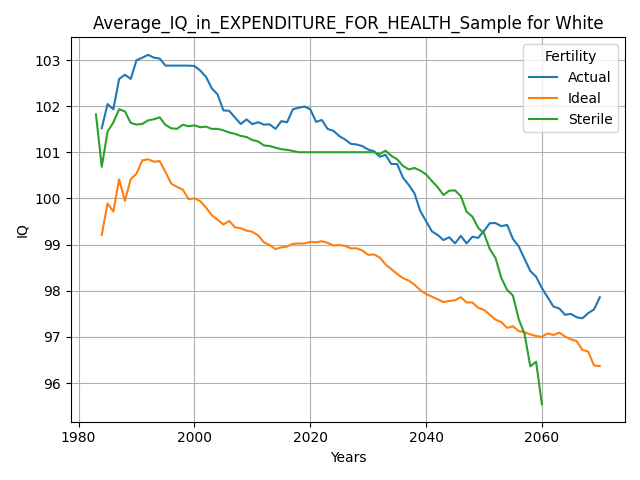 Average_IQ_in_EXPENDITURE_FOR_HEALTH_Sample for White
IQ
103
102
101
100
99
98
97
96
Fertility
Actual
Ideal
Sterile
1980
2000
2020
2040
2060
Years